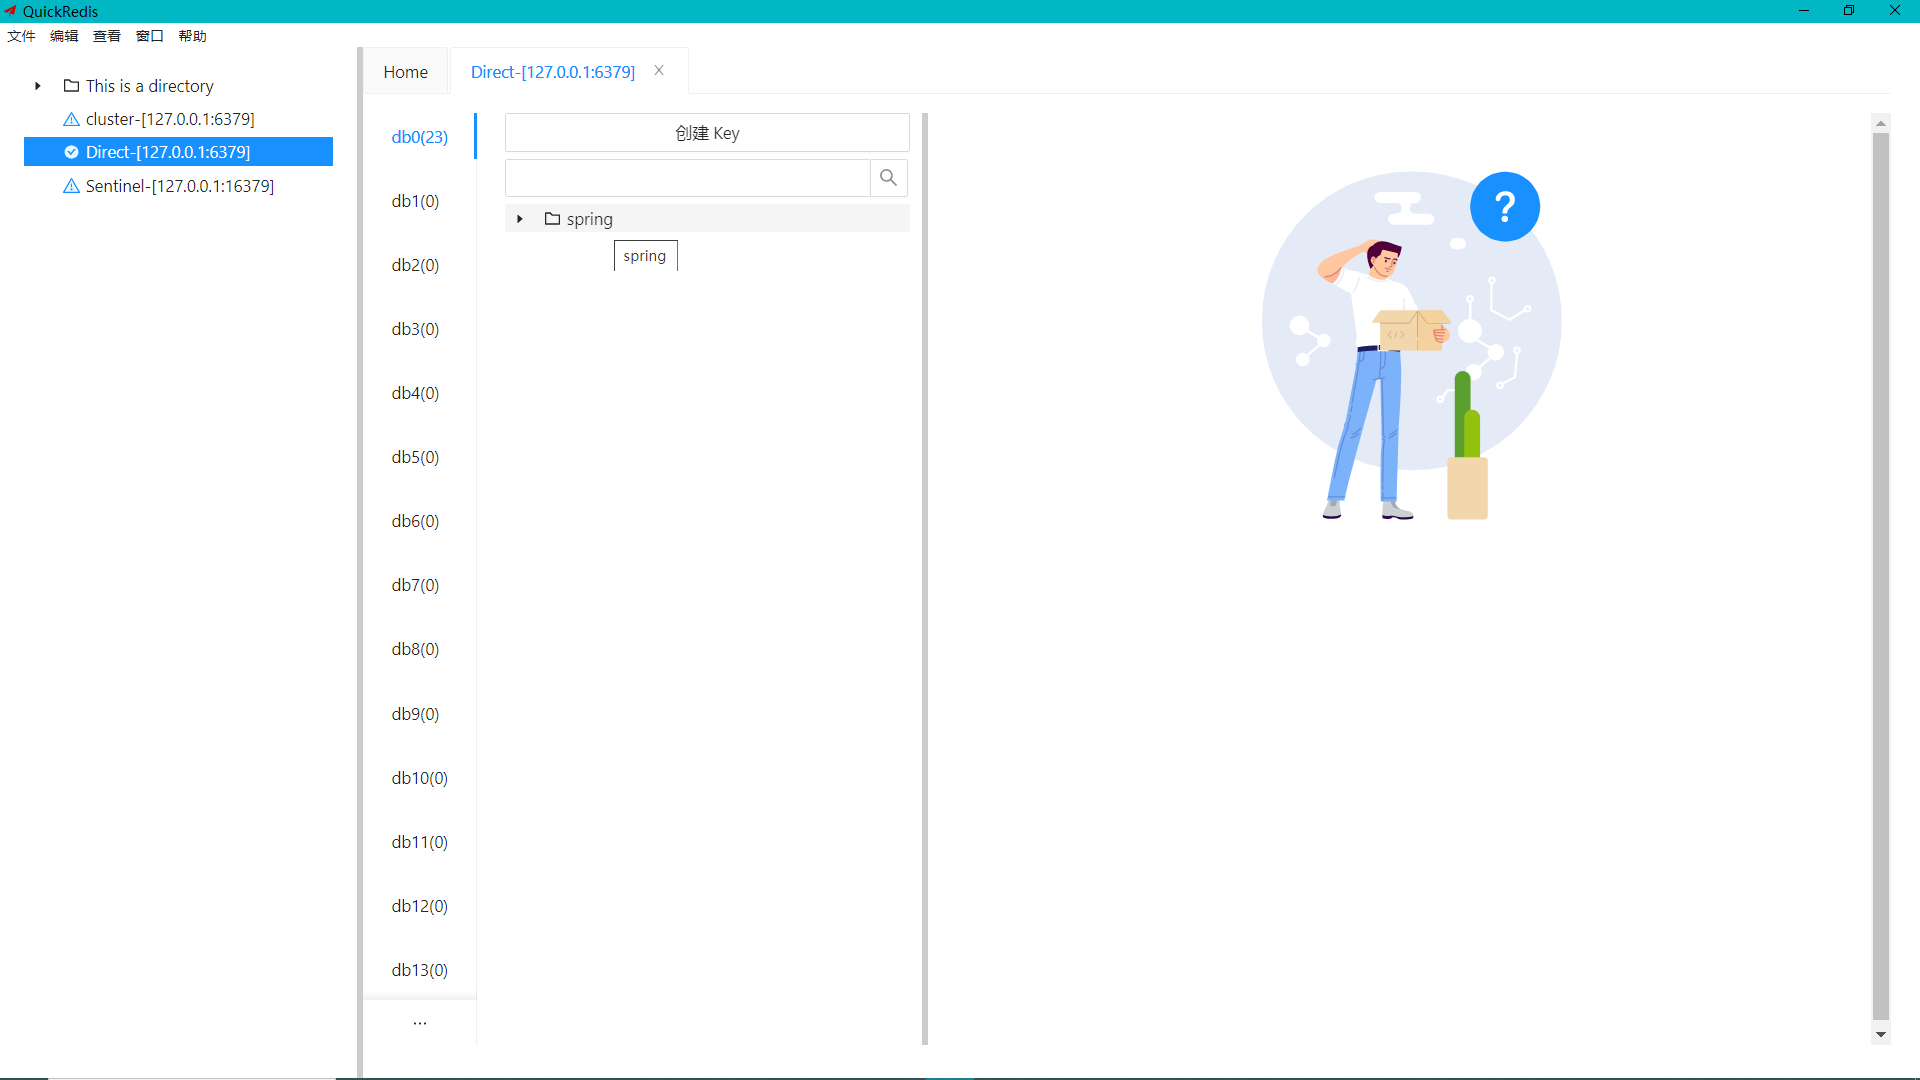 QuickRedis
文件 编辑 查看 窗口 帮助
This is a directory
cluster-[127.0.0.1:6379]
Direct-[127.0.0.1:6379]
Sentinel-[127.0.0.1:16379]
Home
Direct-[127.0.0.1:6379]
db0(23)
db1(0)
db2(0)
db3(0)
db4(0)
db5(0)
db6(0)
db7(0)
db8(0)
db9(0)
db10(0)
db11(0)
db12(0)
db13(0)
...
创建 Key
spring
spring
?